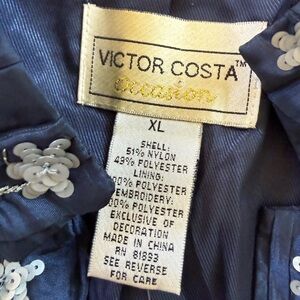 VICTOR COSTA™
occasion
XL
SHELL:
51% NYLON
49% POLYESTER
LINING:
100% POLYESTER
EMBROIDERY:
100% POLYESTER
EXCLUSIVE OF
DECORATION
MADE IN CHINA
RN 81893
SEE REVERSE
FOR CARE